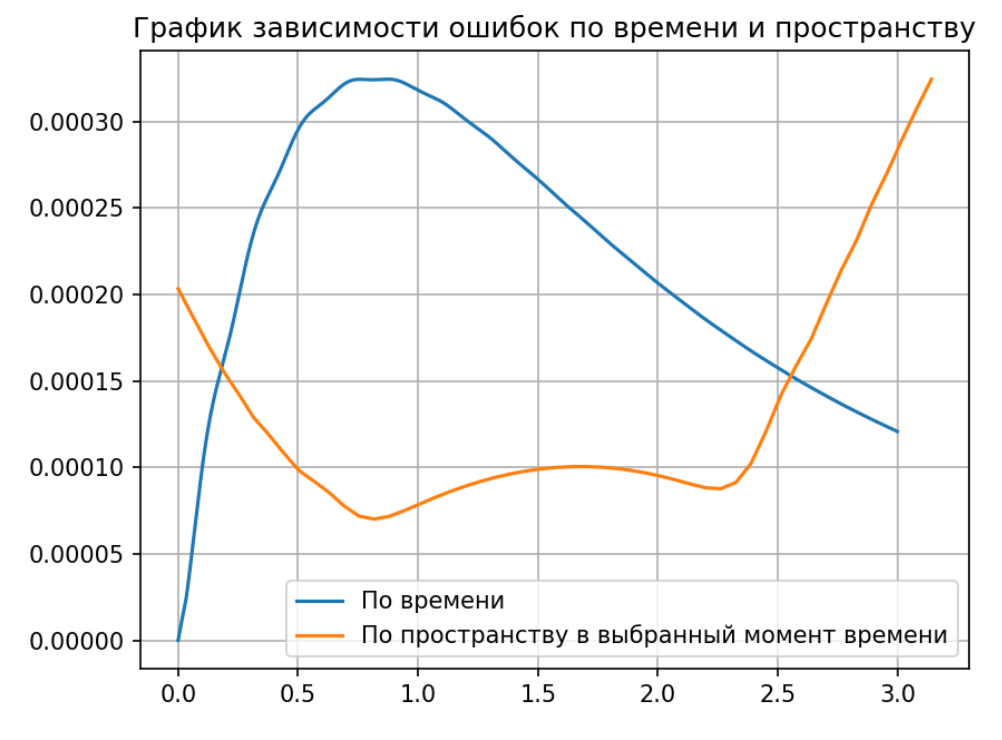 График зависимости ошибок по времени и пространству
0.00030
0.00025
0.00020
0.00015
0.00010
0.00005
0.00000
По времени
По пространству в выбранный момент времени
0.0 0.5 1.0 1.5 2.0 2.5 3.0